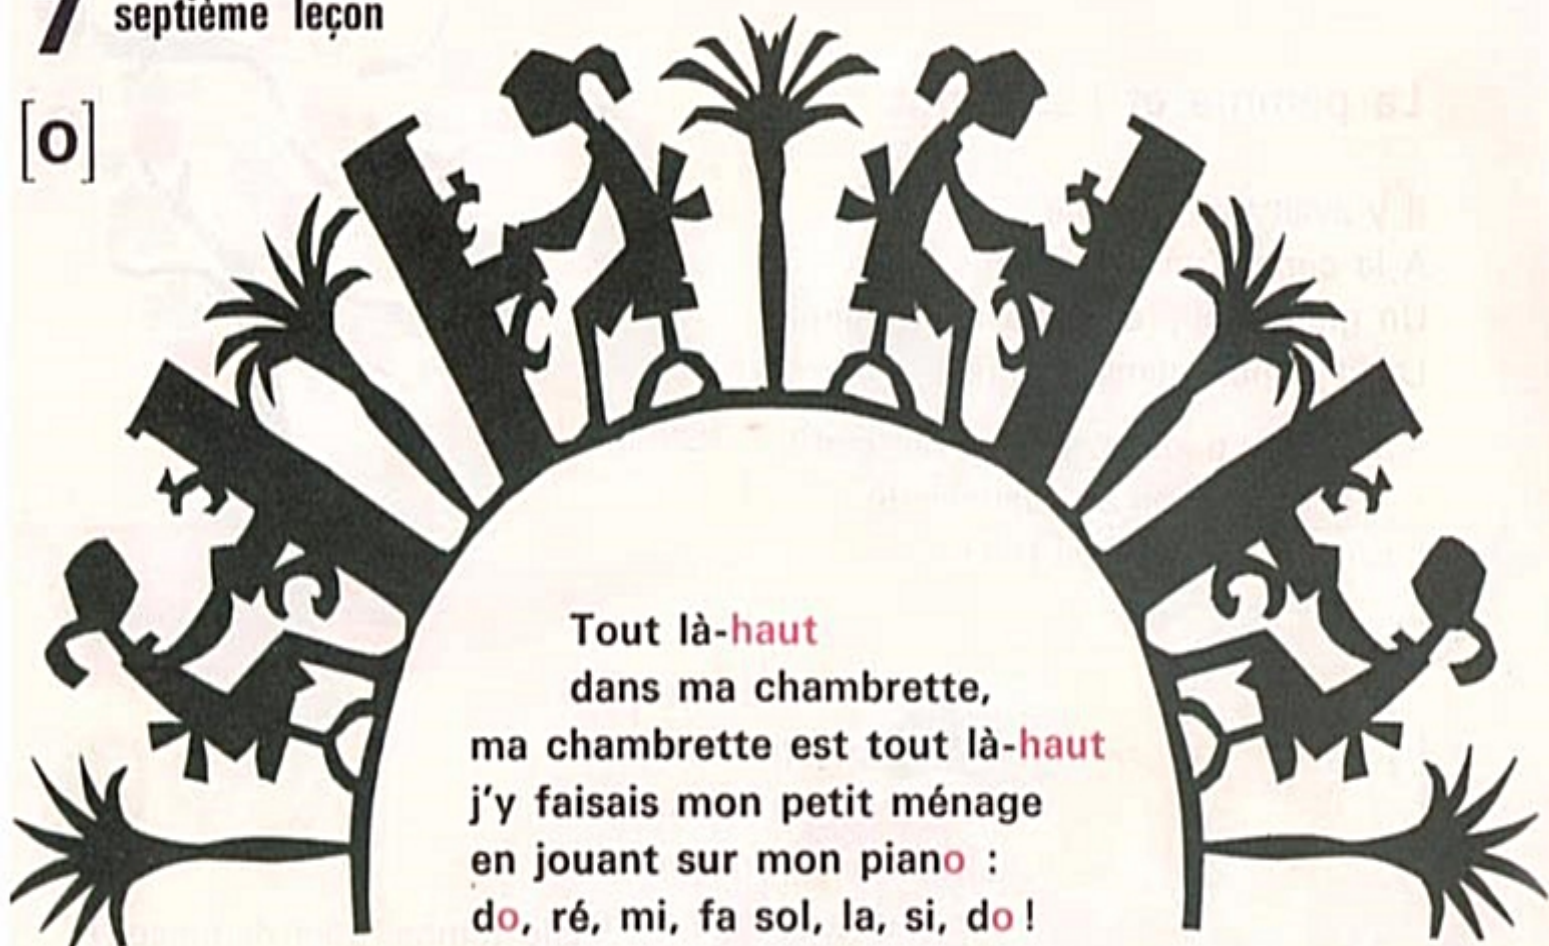 7 septième leçon
[o]
Tout là-haut
dans ma chambrette,
ma chambrette est tout là-haut
j'y faisais mon petit ménage
en jouant sur mon piano :
do, ré, mi, fa sol, la, si, do !